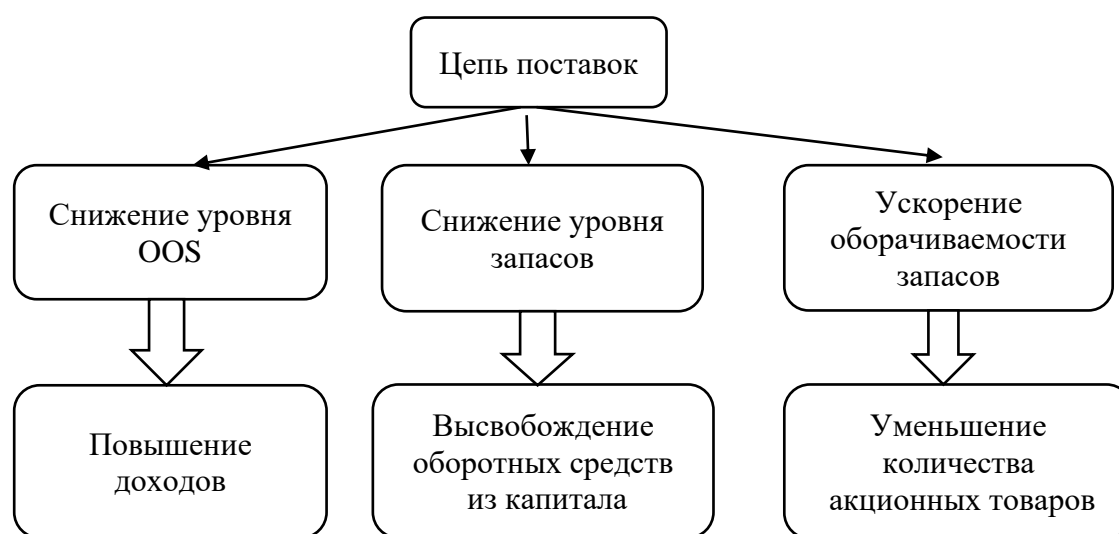 Цепь поставок
Снижение уровня
OOS
Снижение уровня
запасов
Ускорение
оборачиваемости
запасов
Повышение
доходов
Высвобождение
оборотных средств
из капитала
Уменьшение
количества
акционных товаров